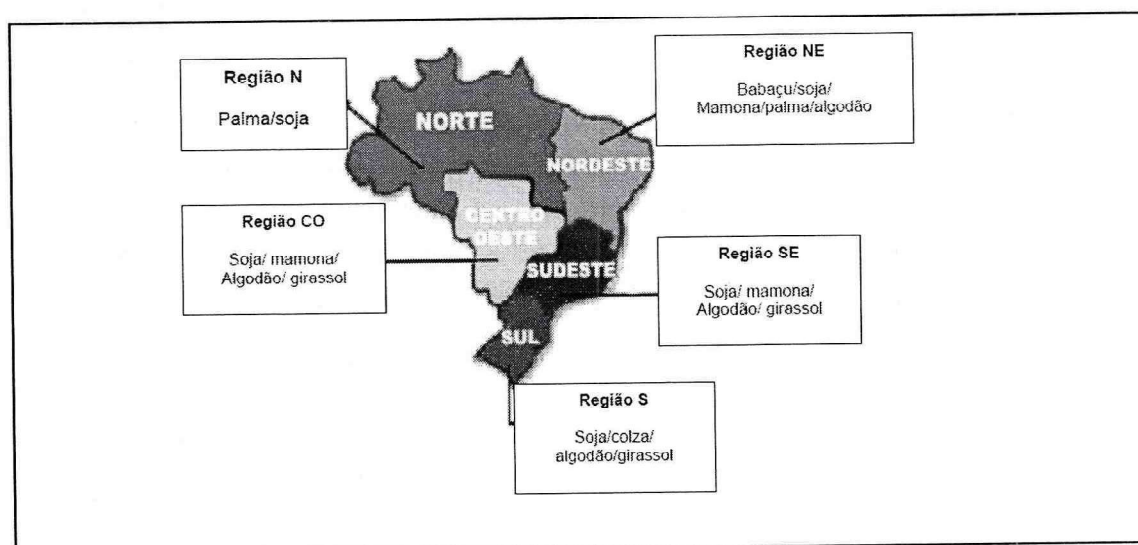 Região N
Palma/soja
Região NE
Babaçu/soja/
Mamona/palma/algodão
NORTE
NORDESTE
Região CO
Soja/ mamona/
Algodão/ girassol
CENTRO
OESTE
SUDESTE
Região SE
Soja/ mamona/
Algodão/ girassol
SUL
Região S
Soja/colza/
algodão/girassol